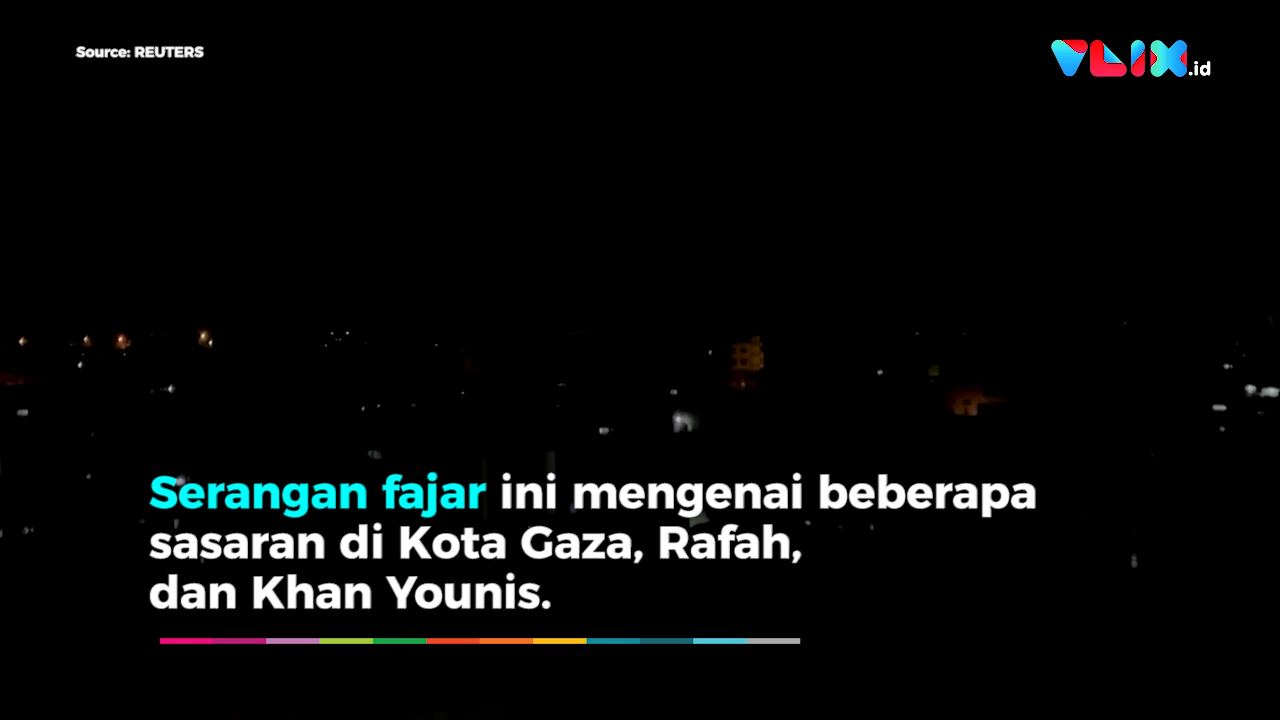 Source: REUTERS
VLIX.id
Serangan fajar ini mengenai beberapa
sasaran di Kota Gaza, Rafah,
dan Khan Younis.